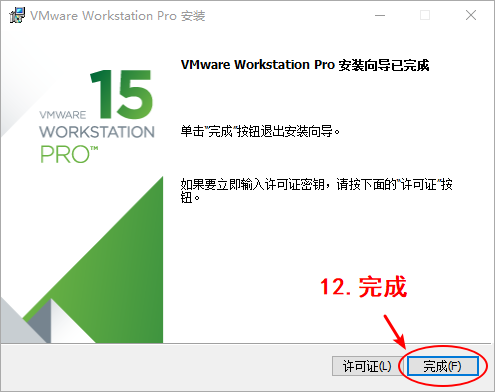 VMware Workstation Pro 安装
VMware Workstation Pro 安装向导已完成
15
VMWARE
WORKSTATION
PRO™
单击"完成"按钮退出安装向导。
如果要立即输入许可证密钥，请按下面的"许可证"按
钮。
12. 完成
许可证(L)
完成(F)